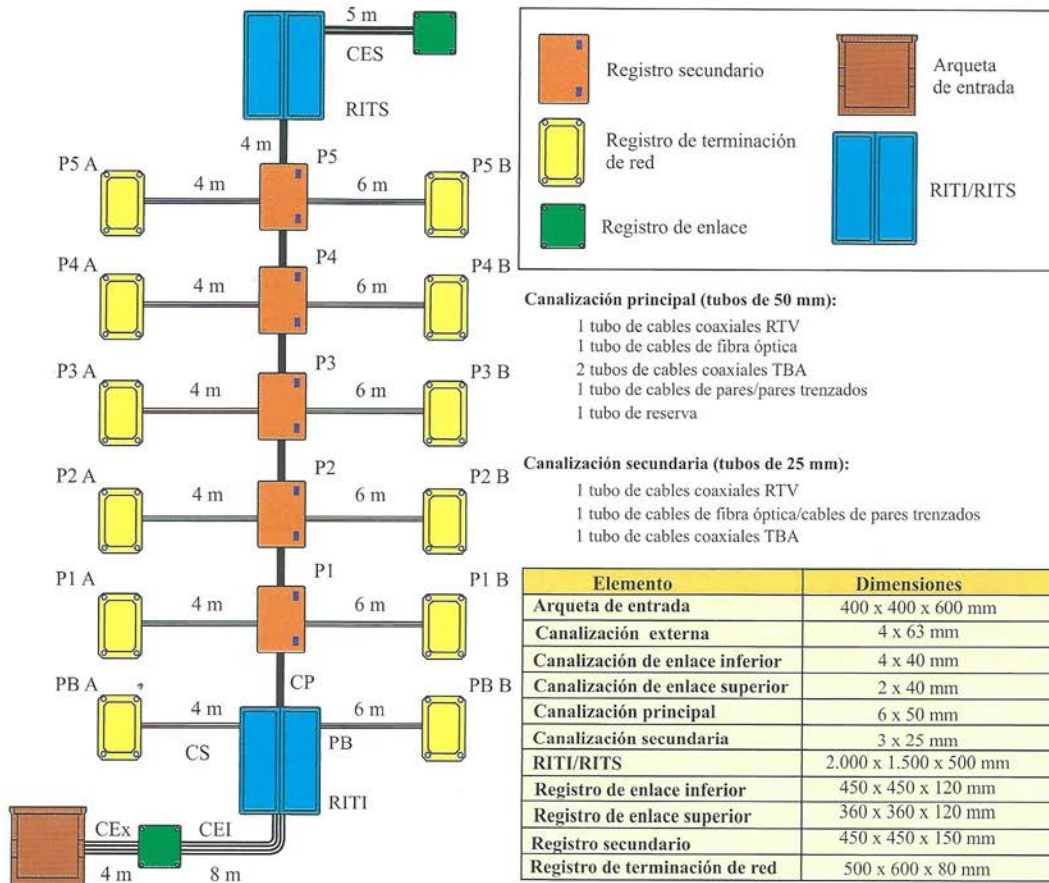 5 m
CES
RITS
4 m
P5
P5 A
4 m
6 m
P5 B
P4
P4 A
4 m
6 m
P4 B
P3
P3 A
4 m
6 m
P3 B
P2
P2 A
4 m
6 m
P2 B
P1
P1 A
4 m
6 m
P1 B
CP
PB A
4 m
6 m
PB B
CS
PB
RITI
CEx
CEI
4 m
8 m
Registro secundario
Arqueta
de entrada
Registro de terminación
de red
RITI/RITS
Registro de enlace
Canalización principal (tubos de 50 mm):
1 tubo de cables coaxiales RTV
1 tubo de cables de fibra óptica
2 tubos de cables coaxiales TBA
1 tubo de cables de pares/pares trenzados
1 tubo de reserva
Canalización secundaria (tubos de 25 mm):
1 tubo de cables coaxiales RTV
1 tubo de cables de fibra óptica/cables de pares trenzados
1 tubo de cables coaxiales TBA
Elemento Dimensiones
Arqueta de entrada 400 x 400 x 600 mm
Canalización externa 4 x 63 mm
Canalización de enlace inferior 4 x 40 mm
Canalización de enlace superior 2 x 40 mm
Canalización principal 6 x 50 mm
Canalización secundaria 3 x 25 mm
RITI/RITS 2.000 x 1.500 x 500 mm
Registro de enlace inferior 450 x 450 x 120 mm
Registro de enlace superior 360 x 360 x 120 mm
Registro secundario 450 x 450 x 150 mm
Registro de terminación de red 500 x 600 x 80 mm